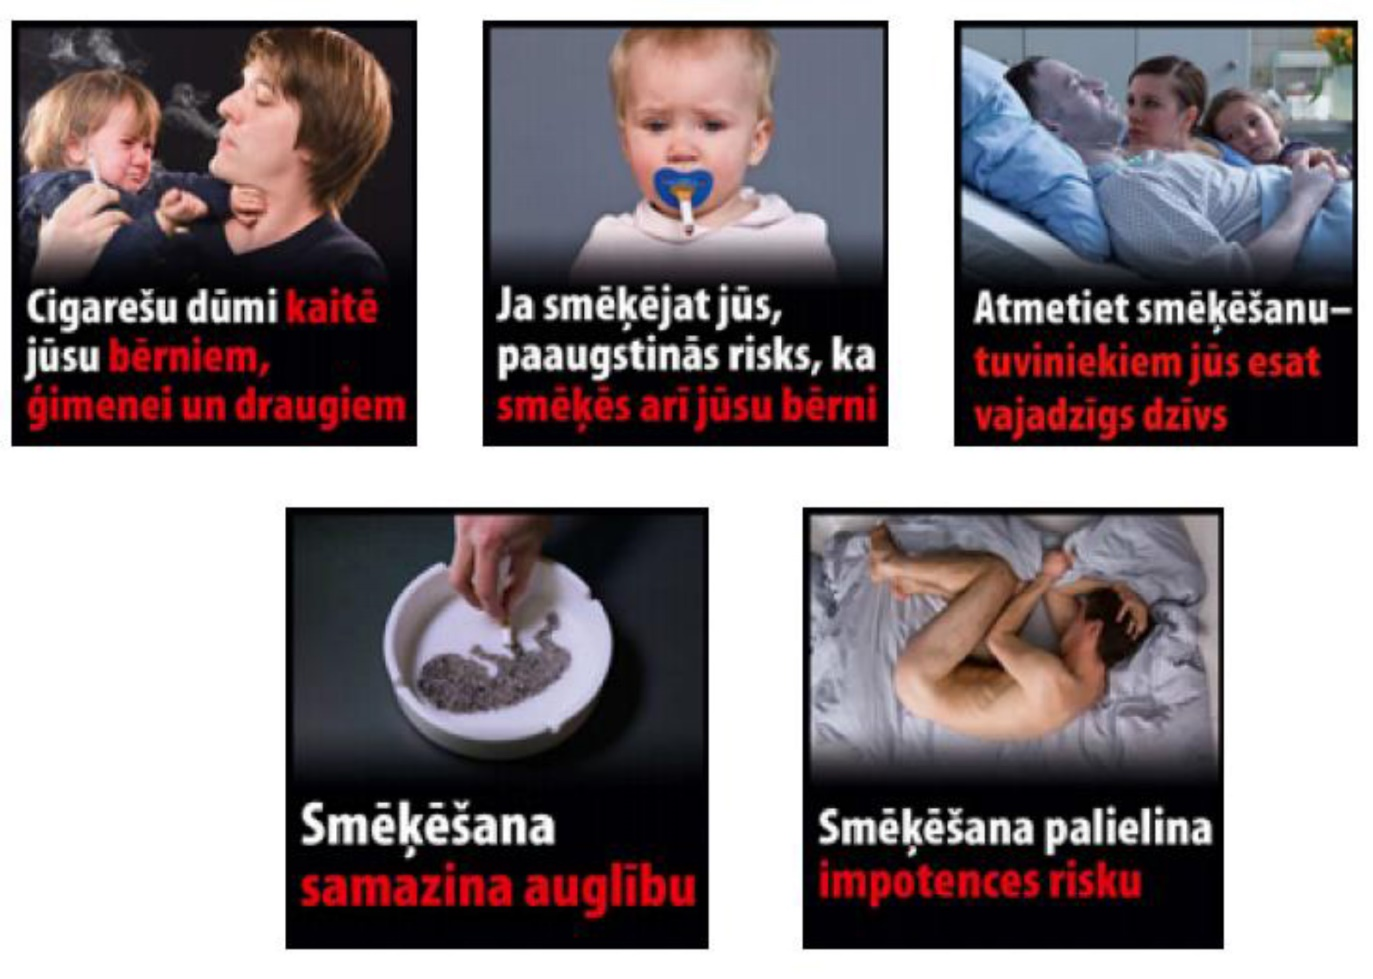 Cigarešu dūmi kaitē
jūsu bērniem,
ģimenei un draugiem
Ja smēķējat jūs,
paaugstinās risks, ka
smēķēs arī jūsu bērni
Atmetiet smēķēšanu–
tuviniekiem jūs esat
vajadzīgs dzīvs
Smēķēšana
samazina auglību
Smēķēšana palielina
impotences risku